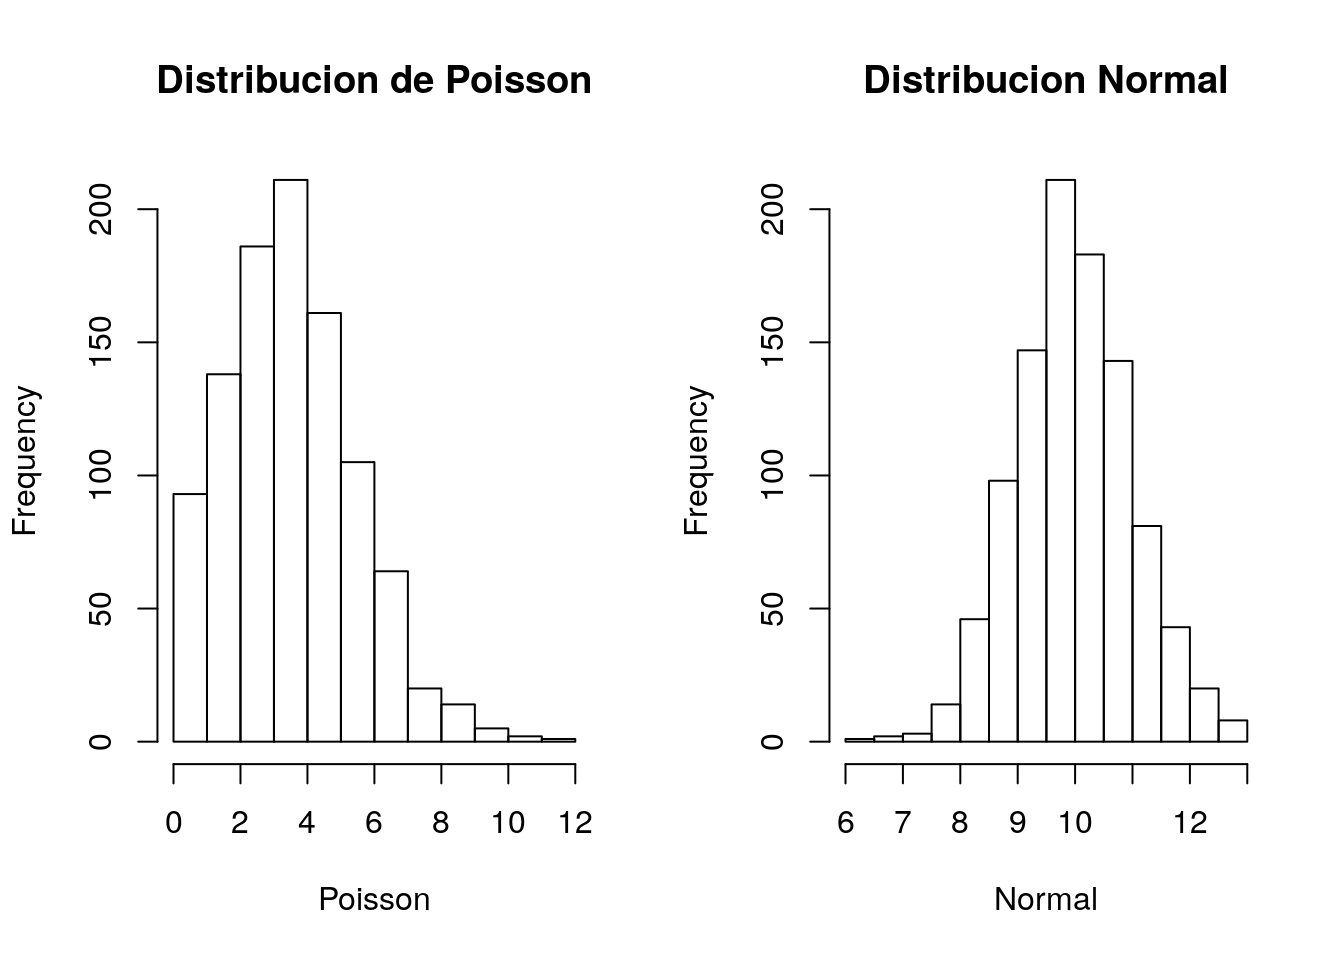 Distribucion de Poisson
Frequency
200
150
100
50
0
0 2 4 6 8 10 12
Poisson
Distribucion Normal
Frequency
200
150
100
50
0
6 7 8 9 10 12
Normal